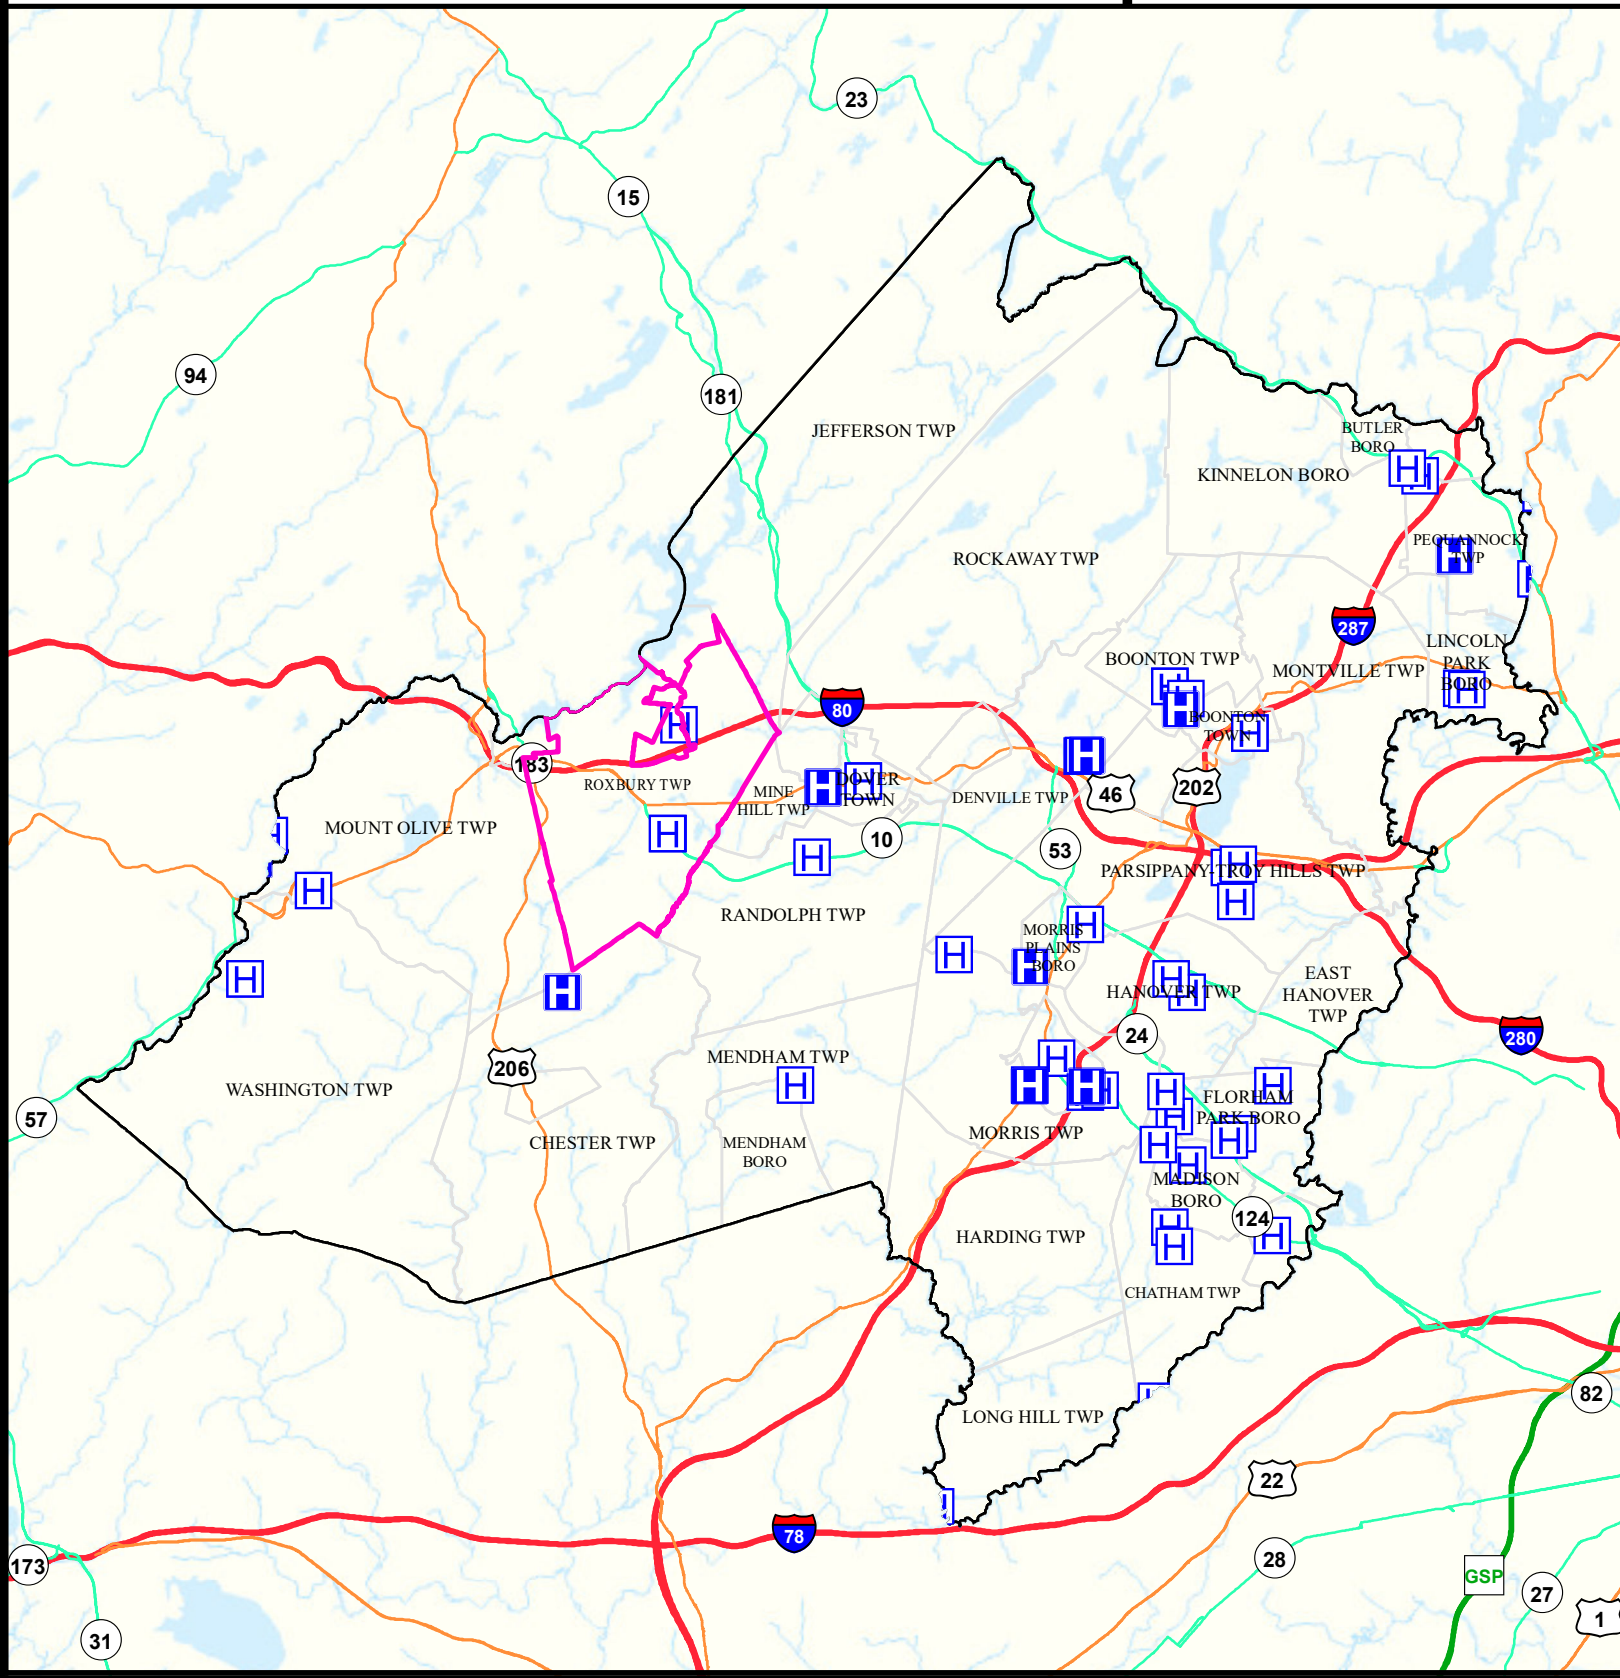 23
15
94
181
JEFFERSON TWP
BUTLER
BORO
KINNELON BORO
PEQUANNOCK
TWP
H
H
H
ROCKAWAY TWP
287
LINCOLN
PARK
BORO
H
BOONTON TWP
MONTVILLE TWP
H
H
H
BOONTON
TOWN
H
80
H
183
ROXBURY TWP
MINE
HILL TWP
H
H
DOVER
TOWN
DENVILLE TWP
H
46
202
MOUNT OLIVE TWP
H
H
10
53
H
PARSIPPANY-TROY HILLS TWP
H
H
H
RANDOLPH TWP
H
MORRIS
PLAINS
BORO
H
H
EAST
HANOVER
TWP
H
H
HANOVER TWP
H
H
24
280
206
MENDHAM TWP
H
H
H
H
H
H
H
WASHINGTON TWP
57
FLORHAM
PARK BORO
H
H
H
H
MORRIS TWP
CHESTER TWP
MENDHAM
BORO
H
MADISON
BORO
124
H
H
H
HARDING TWP
CHATHAM TWP
82
LONG HILL TWP
22
78
28
173
GSP
27
1
31